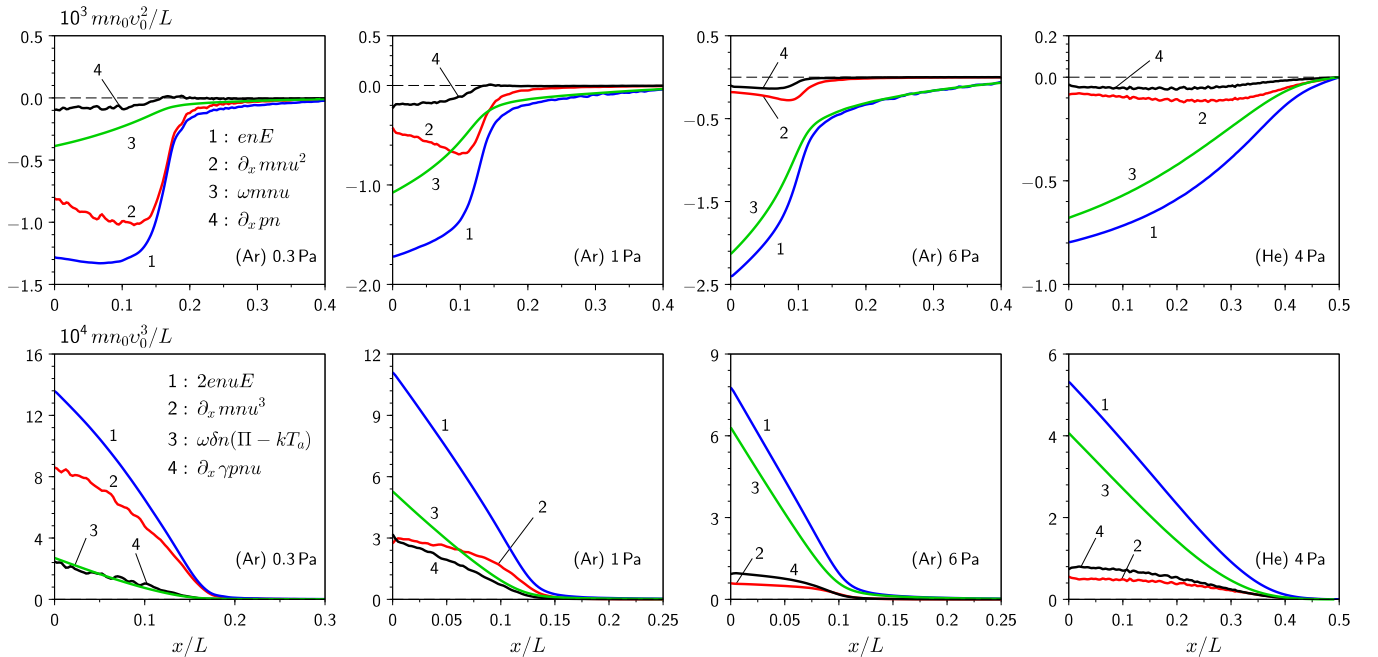 10³ mn₀υ₀²/L
0.5
0.0
−0.5
−1.0
−1.5
0 0.1 0.2 0.3 0.4
4
3
2
1
1 : enE
2 : ∂ₓ mnu²
3 : ωmnu
4 : ∂ₓ pn
(Ar) 0.3 Pa
0.5
0.0
−1.0
−2.0
0 0.1 0.2 0.3 0.4
4
2
3
1
(Ar) 1 Pa
0.5
0.0
−0.5
−1.5
−2.5
0 0.1 0.2 0.3 0.4
4
2
3
1
(Ar) 6 Pa
0.2
0.0
−0.5
−1.0
0 0.1 0.2 0.3 0.4 0.5
4
2
3
1
(He) 4 Pa
10⁴ mn₀υ₀³/L
16
12
8
4
0
0 0.1 0.2 0.3
x/L
1
2
3
4
1 : 2enuE
2 : ∂ₓ mnu³
3 : ωδn(Π − kTₐ)
4 : ∂ₓ γpnu
(Ar) 0.3 Pa
12
9
6
3
0
0 0.05 0.1 0.15 0.20 0.25
x/L
1
2
3
4
(Ar) 1 Pa
9
6
3
0
0 0.05 0.1 0.15 0.20 0.25
x/L
1
3
2
4
(Ar) 6 Pa
6
4
2
0
0 0.1 0.2 0.3 0.4 0.5
x/L
1
3
4
2
(He) 4 Pa